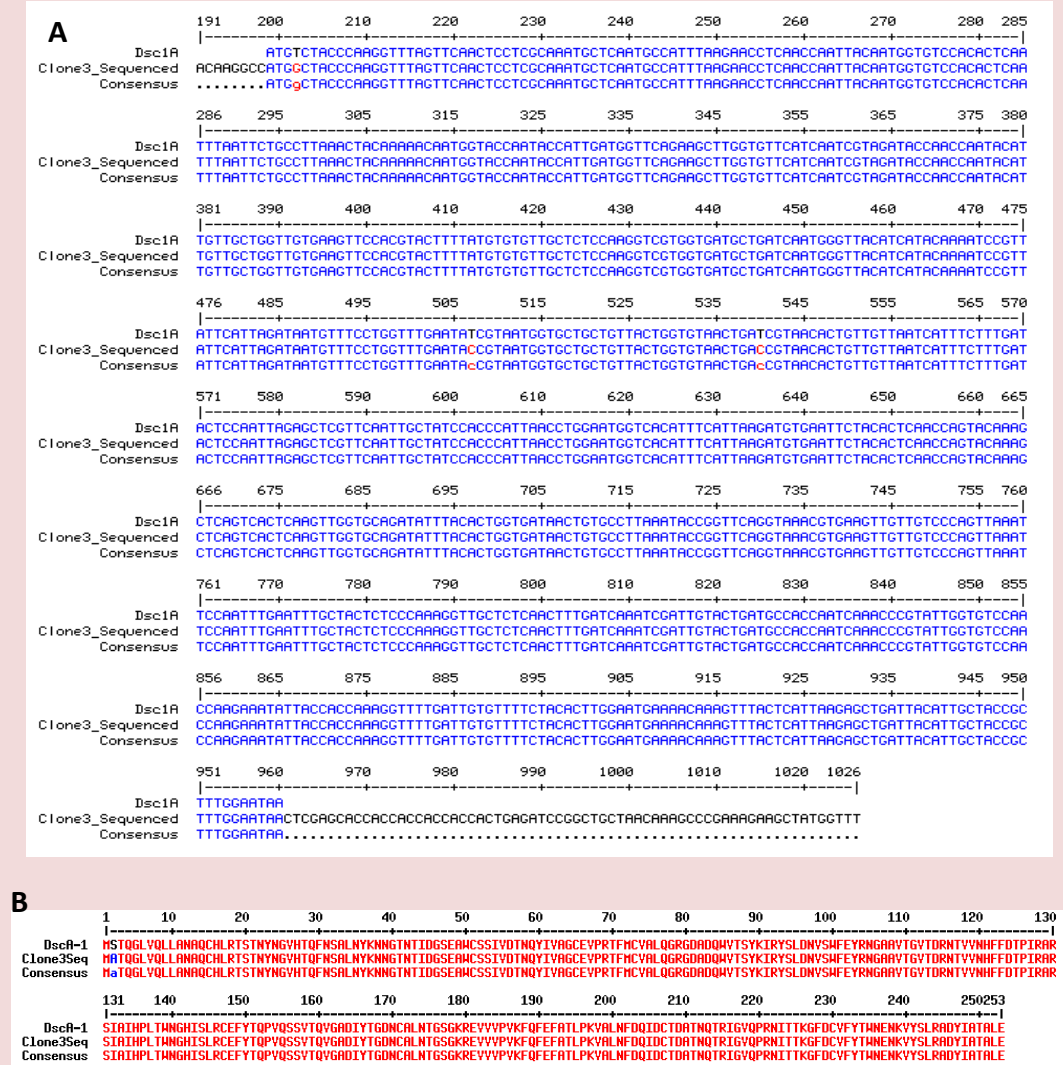 A
191 200 210 220 230 240 250 260 270 280 285
|--------+---------+---------+---------+---------+---------+---------+---------+---------+-----|
Dsc1A ATGTCTACCCAAGGTTTAGTTCAACTCCTCGCAAATGCTCAATGCCATTTAAGAACCTCAACCAATTACAATGGTGTCCACACTCAA
Clone3_Sequenced ACAAGGCCATGGCTACCCAAGGTTTAGTTCAACTCCTCGCAAATGCTCAATGCCATTTAAGAACCTCAACCAATTACAATGGTGTCCACACTCAA
Consensus ........ATGgCTACCCAAGGTTTAGTTCAACTCCTCGCAAATGCTCAATGCCATTTAAGAACCTCAACCAATTACAATGGTGTCCACACTCAA
286 295 305 315 325 335 345 355 365 375 380
|--------+---------+---------+---------+---------+---------+---------+---------+---------+-----|
Dsc1A TTTAATTCTGCCTTAAACTACAAAAACAATGGTACCAATACCATTGATGGTTCAGAAGCTTGGTGTTCATCAATCGTAGATACCAACCAATACAT
Clone3_Sequenced TTTAATTCTGCCTTAAACTACAAAAACAATGGTACCAATACCATTGATGGTTCAGAAGCTTGGTGTTCATCAATCGTAGATACCAACCAATACAT
Consensus TTTAATTCTGCCTTAAACTACAAAAACAATGGTACCAATACCATTGATGGTTCAGAAGCTTGGTGTTCATCAATCGTAGATACCAACCAATACAT
381 390 400 410 420 430 440 450 460 470 475
|--------+---------+---------+---------+---------+---------+---------+---------+---------+-----|
Dsc1A TGTTGCTGGTTGTGAAGTTCCACGTACTTTTATGTGTGTTGCTCTCCAAGGTCGTGGTGATGCTGATCAATGGGTTACATCATACAAAATCCGTT
Clone3_Sequenced TGTTGCTGGTTGTGAAGTTCCACGTACTTTTATGTGTGTTGCTCTCCAAGGTCGTGGTGATGCTGATCAATGGGTTACATCATACAAAATCCGTT
Consensus TGTTGCTGGTTGTGAAGTTCCACGTACTTTTATGTGTGTTGCTCTCCAAGGTCGTGGTGATGCTGATCAATGGGTTACATCATACAAAATCCGTT
476 485 495 505 515 525 535 545 555 565 570
|--------+---------+---------+---------+---------+---------+---------+---------+---------+-----|
Dsc1A ATTCATTAGATAATGTTTCCTGGTTTGAATATCGTAATGGTGCTGCTGTTACTGGTGTAACTGATCGTAACACTGTTGTTAATCATTTCTTTGAT
Clone3_Sequenced ATTCATTAGATAATGTTTCCTGGTTTGAATACCGTAATGGTGCTGCTGTTACTGGTGTAACTGACCGTAACACTGTTGTTAATCATTTCTTTGAT
Consensus ATTCATTAGATAATGTTTCCTGGTTTGAATAcCGTAATGGTGCTGCTGTTACTGGTGTAACTGAcCGTAACACTGTTGTTAATCATTTCTTTGAT
571 580 590 600 610 620 630 640 650 660 665
|--------+---------+---------+---------+---------+---------+---------+---------+---------+-----|
Dsc1A ACTCCAATTAGAGCTCGTTCAATTGCTATCCACCCATTAACCTGGAATGGTCACATTTCATTAAGATGTGAATTCTACACTCAACCAGTACAAAG
Clone3_Sequenced ACTCCAATTAGAGCTCGTTCAATTGCTATCCACCCATTAACCTGGAATGGTCACATTTCATTAAGATGTGAATTCTACACTCAACCAGTACAAAG
Consensus ACTCCAATTAGAGCTCGTTCAATTGCTATCCACCCATTAACCTGGAATGGTCACATTTCATTAAGATGTGAATTCTACACTCAACCAGTACAAAG
666 675 685 695 705 715 725 735 745 755 760
|--------+---------+---------+---------+---------+---------+---------+---------+---------+-----|
Dsc1A CTCAGTCACTCAAGTTGGTGCAGATATTTACACTGGTGATAACTGTGCCTTAAATACCGGTTCAGGTAAACGTGAAGTTGTTGTCCCAGTTAAAT
Clone3_Sequenced CTCAGTCACTCAAGTTGGTGCAGATATTTACACTGGTGATAACTGTGCCTTAAATACCGGTTCAGGTAAACGTGAAGTTGTTGTCCCAGTTAAAT
Consensus CTCAGTCACTCAAGTTGGTGCAGATATTTACACTGGTGATAACTGTGCCTTAAATACCGGTTCAGGTAAACGTGAAGTTGTTGTCCCAGTTAAAT
761 770 780 790 800 810 820 830 840 850 855
|--------+---------+---------+---------+---------+---------+---------+---------+---------+-----|
Dsc1A TCCAATTTGAATTTGCTACTCTCCCAAAGGTTGCTCTCAACTTTGATCAAATCGATTGTACTGATGCCACCAATCAAACCCGTATTGGTGTCCAA
Clone3_Sequenced TCCAATTTGAATTTGCTACTCTCCCAAAGGTTGCTCTCAACTTTGATCAAATCGATTGTACTGATGCCACCAATCAAACCCGTATTGGTGTCCAA
Consensus TCCAATTTGAATTTGCTACTCTCCCAAAGGTTGCTCTCAACTTTGATCAAATCGATTGTACTGATGCCACCAATCAAACCCGTATTGGTGTCCAA
856 865 875 885 895 905 915 925 935 945 950
|--------+---------+---------+---------+---------+---------+---------+---------+---------+-----|
Dsc1A CCAAGAAATATTACCACCAAAGGTTTTGATTGTGTTTTCTACACTTGGAATGAAAACAAAGTTTACTCATTAAGAGCTGATTACATTGCTACCGC
Clone3_Sequenced CCAAGAAATATTACCACCAAAGGTTTTGATTGTGTTTTCTACACTTGGAATGAAAACAAAGTTTACTCATTAAGAGCTGATTACATTGCTACCGC
Consensus CCAAGAAATATTACCACCAAAGGTTTTGATTGTGTTTTCTACACTTGGAATGAAAACAAAGTTTACTCATTAAGAGCTGATTACATTGCTACCGC
951 960 970 980 990 1000 1010 1020 1026
|--------+---------+---------+---------+---------+---------+---------+------|
Dsc1A TTTGGAATAA
Clone3_Sequenced TTTGGAATAACTCGAGCACCACCACCACCACCACTGAGATCCGGCTGCTAACAAAGCCCGAAAGAAGCTATGGTTT
Consensus TTTGGAATAA..................................................................
B
1 10 20 30 40 50 60 70 80 90 100 110 120 130
|--------+---------+---------+---------+---------+---------+---------+---------+---------+---------+---------+---------+---------|
DscA-1 MSTQGLVQLLANAQCHLRTSTNYNGVHTQFNSALNYKNNGTNTIDGSEAWCSSIVDTNQYIVAGCEVPRTFMCVALQGRGDADQWVTSYKIRYSLDNVSWFEYRNGAAVTGVTDRNTVVNHFFDTPIRAR
Clone3Seq MATQGLVQLLANAQCHLRTSTNYNGVHTQFNSALNYKNNGTNTIDGSEAWCSSIVDTNQYIVAGCEVPRTFMCVALQGRGDADQWVTSYKIRYSLDNVSWFEYRNGAAVTGVTDRNTVVNHFFDTPIRAR
Consensus MaTQGLVQLLANAQCHLRTSTNYNGVHTQFNSALNYKNNGTNTIDGSEAWCSSIVDTNQYIVAGCEVPRTFMCVALQGRGDADQWVTSYKIRYSLDNVSWFEYRNGAAVTGVTDRNTVVNHFFDTPIRAR
131 140 150 160 170 180 190 200 210 220 230 240 250253
|--------+---------+---------+---------+---------+---------+---------+---------+---------+---------+---------+---------+--|
DscA-1 SIAIHPLTWNGHISLRCEFYTQPVQSSVTQVGADIYTGDNCALNTGSGKREVVVPVKFQFEFATLPKVALNFDQIDCTDATNQTRIGVQPRNITTKGFDCVFYTWNENKVYSLRADYIATALE
Clone3Seq SIAIHPLTWNGHISLRCEFYTQPVQSSVTQVGADIYTGDNCALNTGSGKREVVVPVKFQFEFATLPKVALNFDQIDCTDATNQTRIGVQPRNITTKGFDCVFYTWNENKVYSLRADYIATALE
Consensus SIAIHPLTWNGHISLRCEFYTQPVQSSVTQVGADIYTGDNCALNTGSGKREVVVPVKFQFEFATLPKVALNFDQIDCTDATNQTRIGVQPRNITTKGFDCVFYTWNENKVYSLRADYIATALE